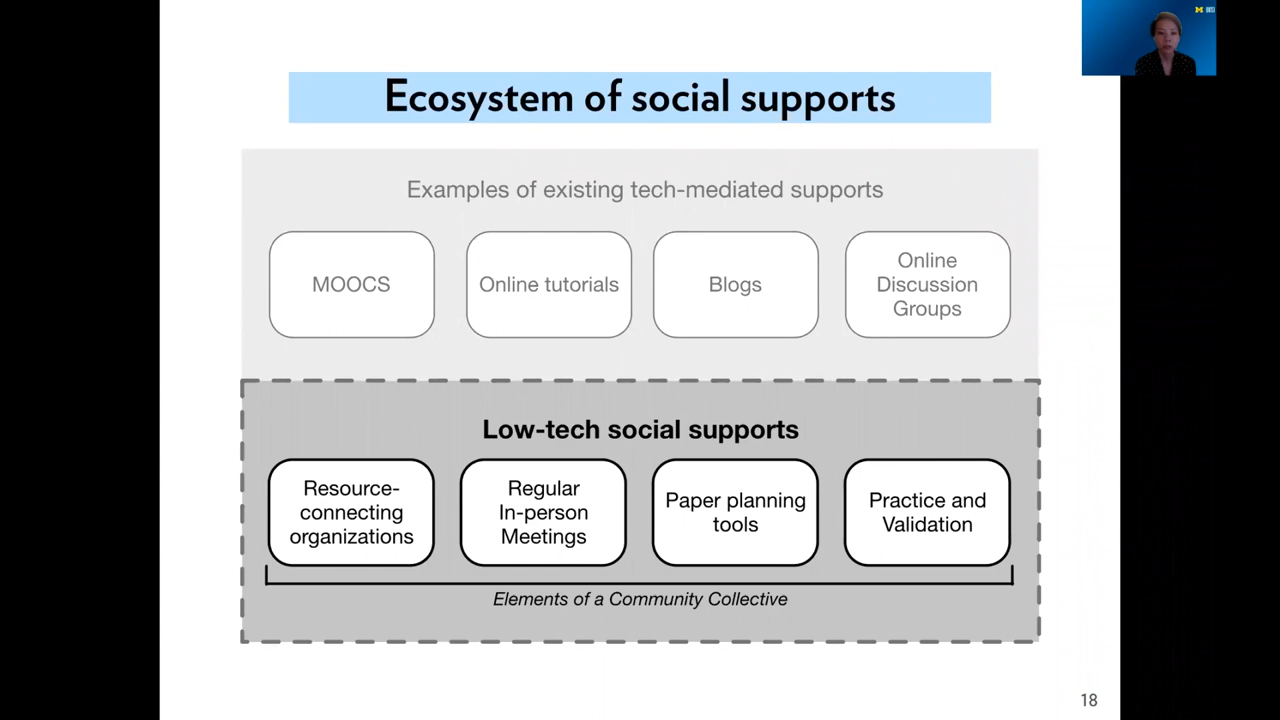 Ecosystem of social supports
Examples of existing tech-mediated supports
MOOCS
Online tutorials
Blogs
Online
Discussion
Groups
Low-tech social supports
Resource-
connecting
organizations
Regular
In-person
Meetings
Paper planning
tools
Practice and
Validation
Elements of a Community Collective
18